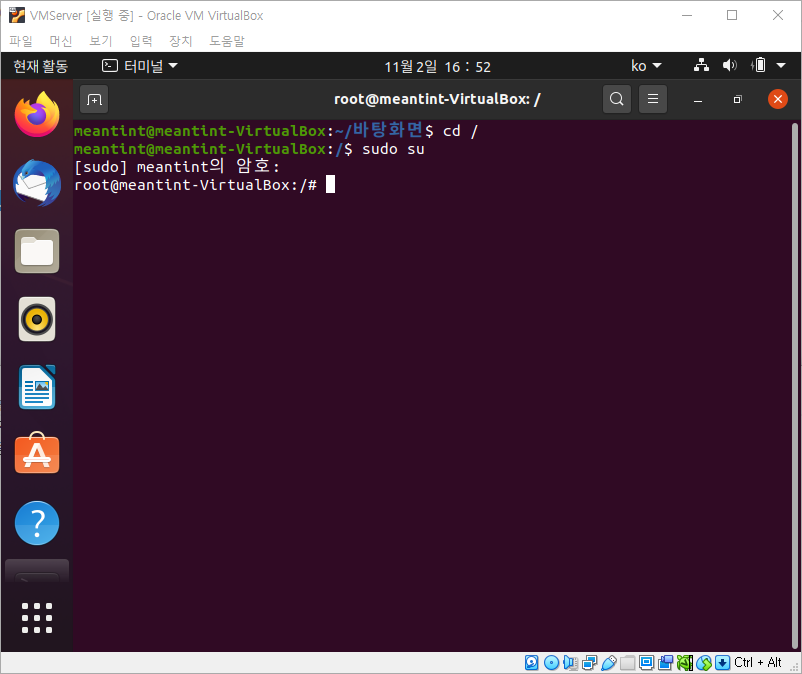 VMServer [실행 중] - Oracle VM VirtualBox
파일 머신 보기 입력 장치 도움말
현재 활동 터미널 11월 2일 16 : 52 ko
root@meantint-VirtualBox: /
meantint@meantint-VirtualBox:~/바탕화면$ cd /
meantint@meantint-VirtualBox:/$ sudo su
[sudo] meantint의 암호:
root@meantint-VirtualBox:/#
Ctrl + Alt